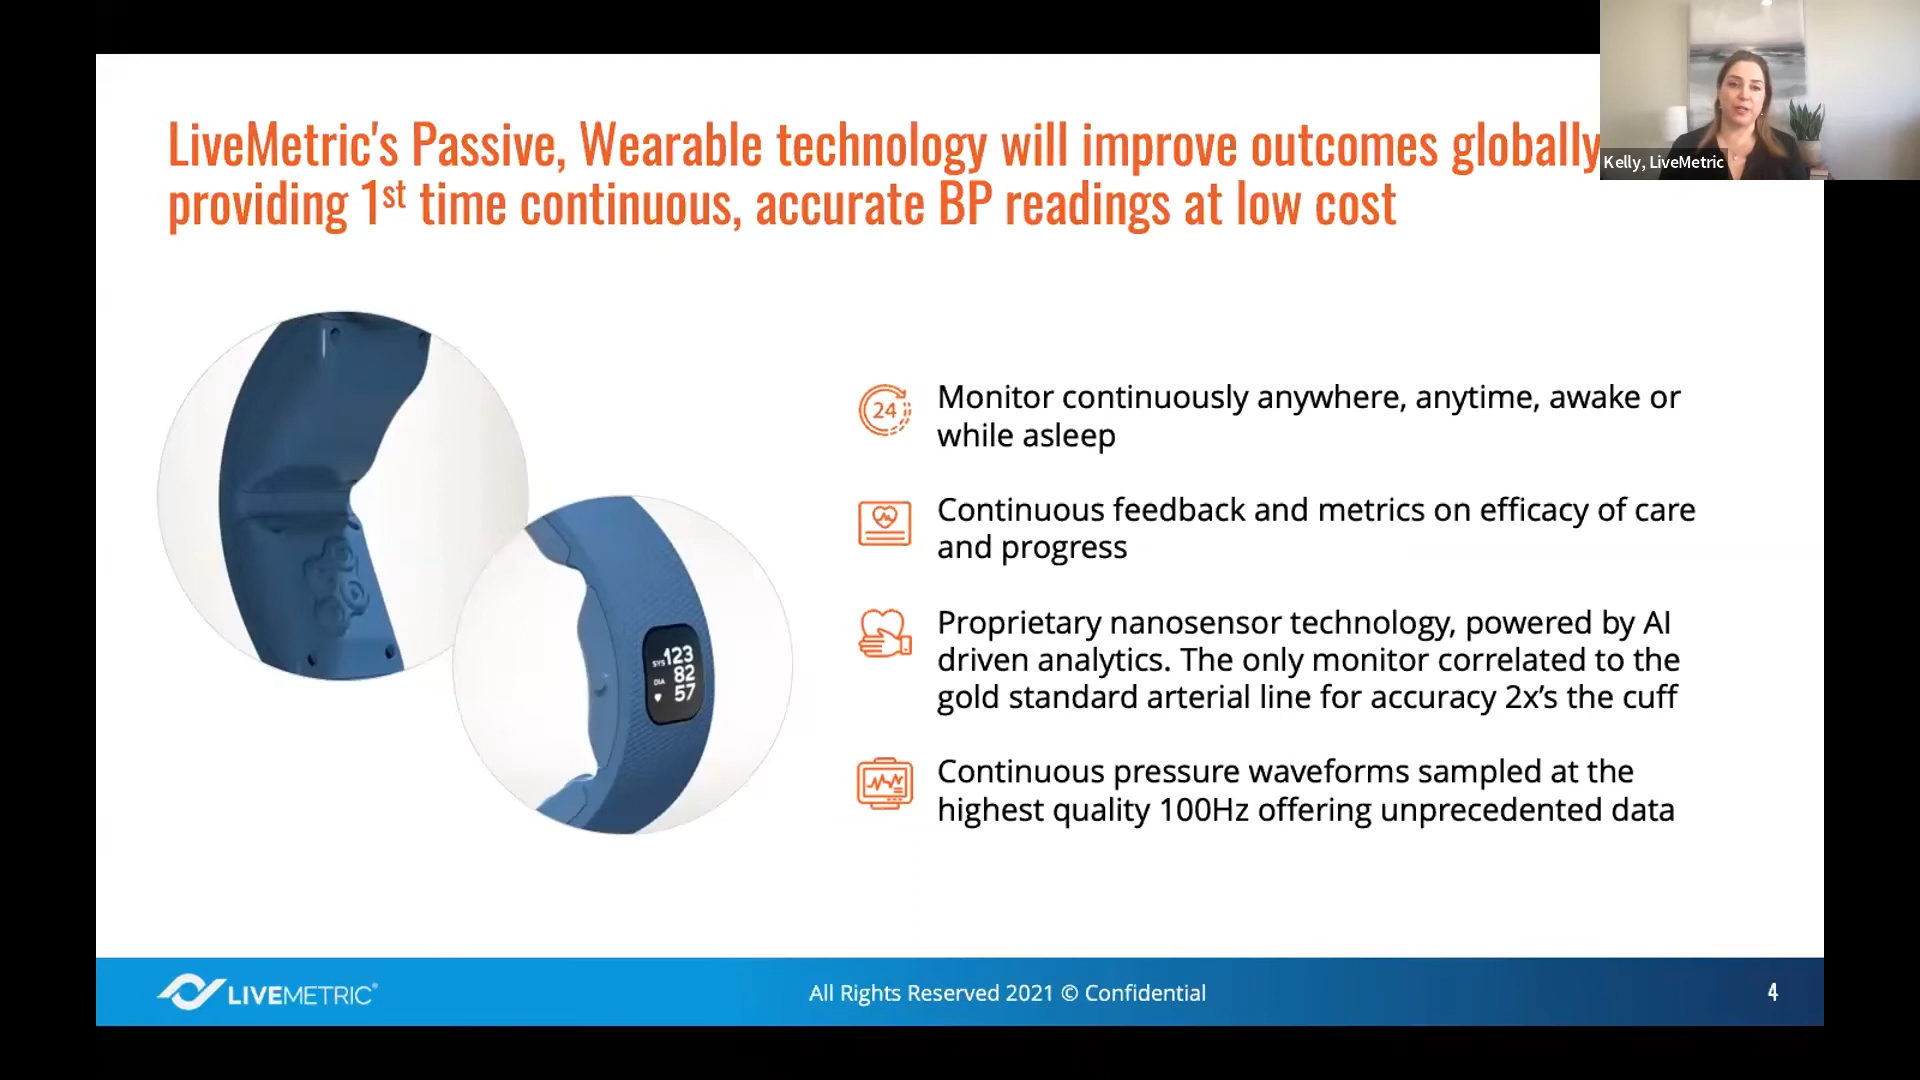 LiveMetric's Passive, Wearable technology will improve outcomes globally
providing 1st time continuous, accurate BP readings at low cost
Kelly, LiveMetric
24
Monitor continuously anywhere, anytime, awake or
while asleep
Continuous feedback and metrics on efficacy of care
and progress
Proprietary nanosensor technology, powered by AI
driven analytics. The only monitor correlated to the
gold standard arterial line for accuracy 2x’s the cuff
Continuous pressure waveforms sampled at the
highest quality 100Hz offering unprecedented data
SYS 123
DIA 82
57
LIVEMETRIC®
All Rights Reserved 2021 © Confidential
4